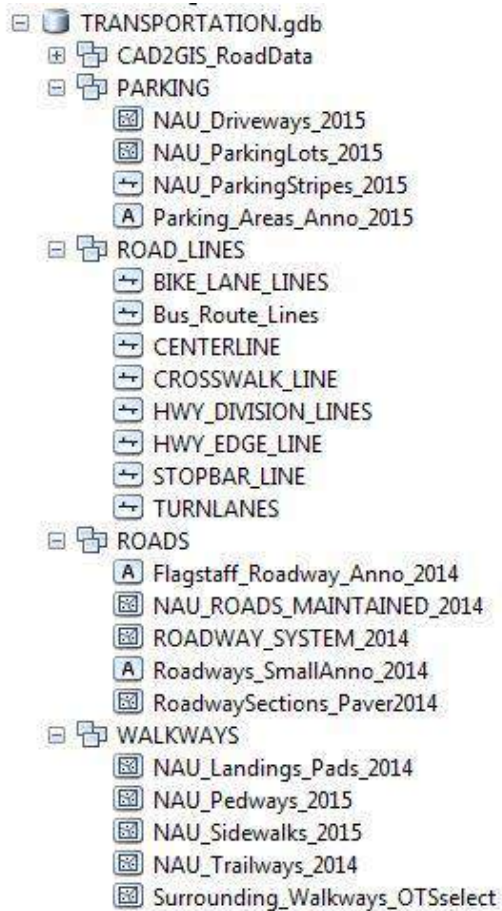 TRANSPORTATION.gdb
CAD2GIS_RoadData
PARKING
NAU_Driveways_2015
NAU_ParkingLots_2015
NAU_ParkingStripes_2015
A Parking_Areas_Anno_2015
ROAD_LINES
BIKE_LANE_LINES
Bus_Route_Lines
CENTERLINE
CROSSWALK_LINE
HWY_DIVISION_LINES
HWY_EDGE_LINE
STOPBAR_LINE
TURNLANES
ROADS
A Flagstaff_Roadway_Anno_2014
NAU_ROADS_MAINTAINED_2014
ROADWAY_SYSTEM_2014
A Roadways_SmallAnno_2014
RoadwaySections_Paver2014
WALKWAYS
NAU_Landings_Pads_2014
NAU_Pedways_2015
NAU_Sidewalks_2015
NAU_Trailways_2014
Surrounding_Walkways_OTSselect